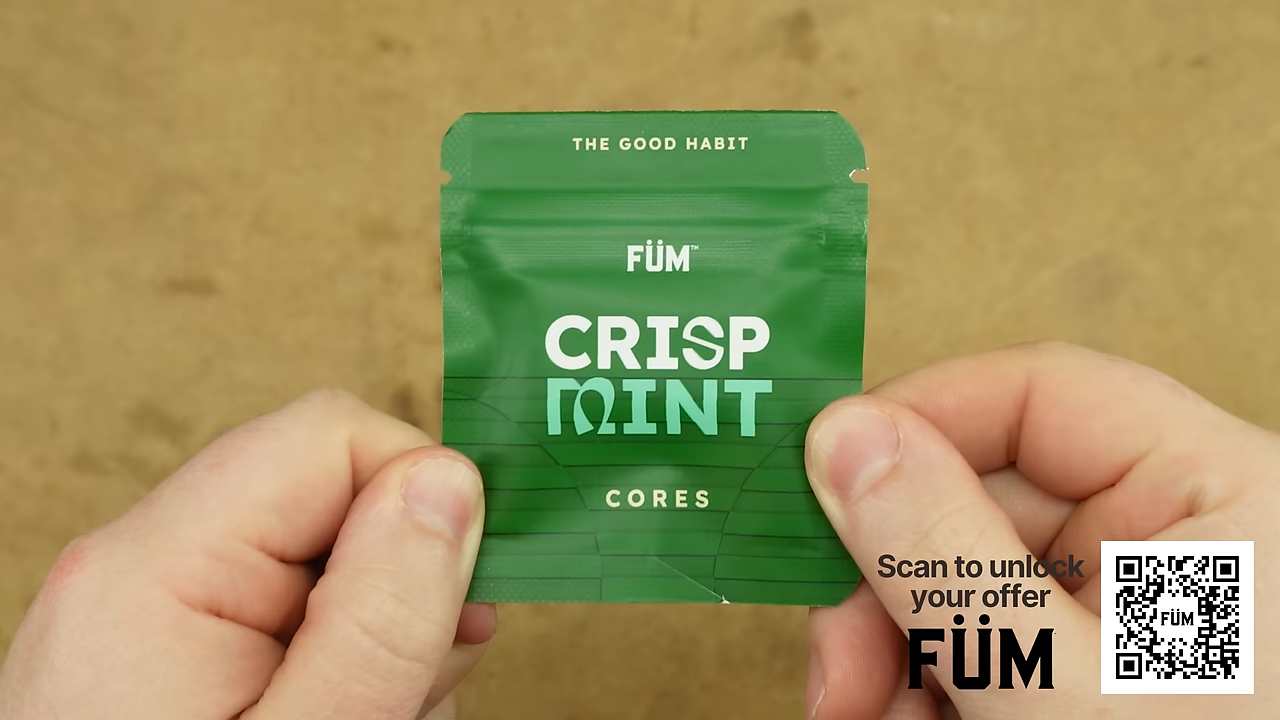 THE GOOD HABIT
FÜM™
CRISP
MINT
CORES
Scan to unlock
your offer
FÜM
FÜM